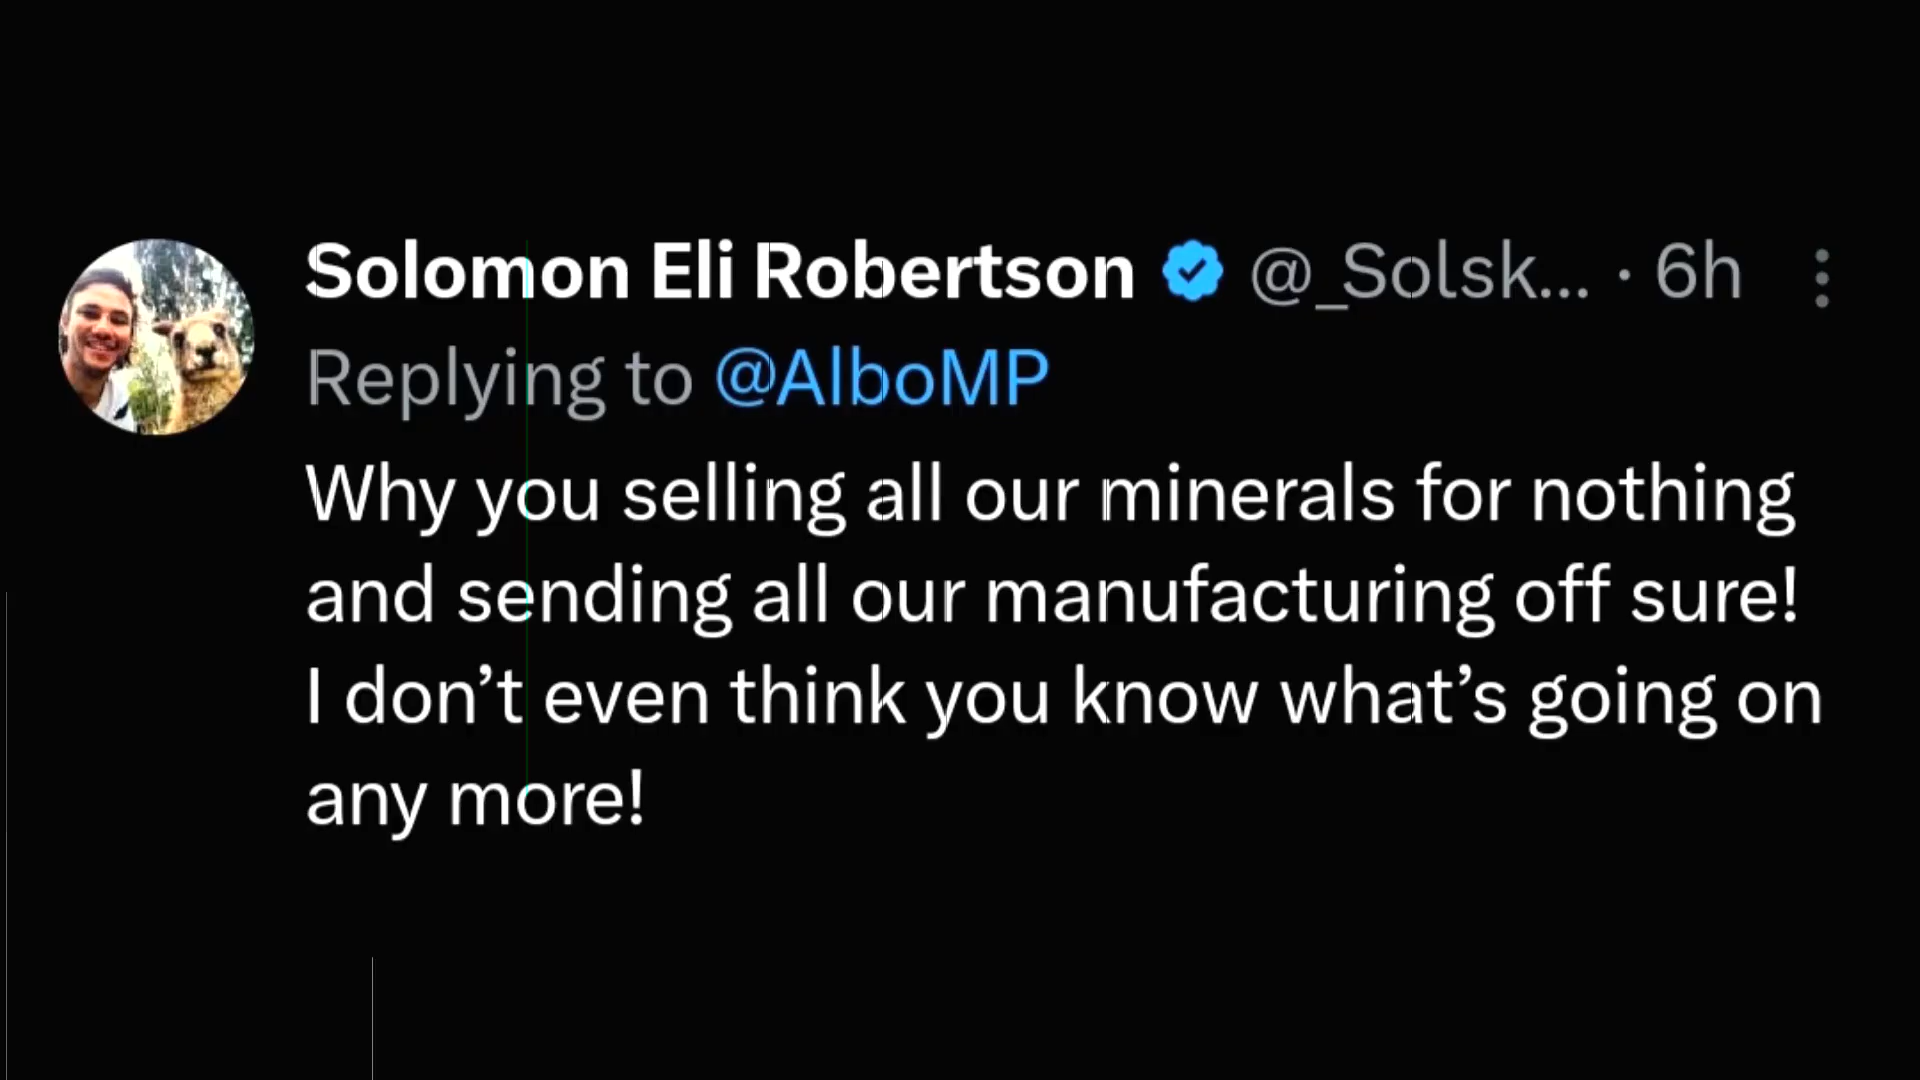 Solomon Eli Robertson @_Solsk... · 6h
Replying to @AlboMP
Why you selling all our minerals for nothing
and sending all our manufacturing off sure!
I don’t even think you know what’s going on
any more!